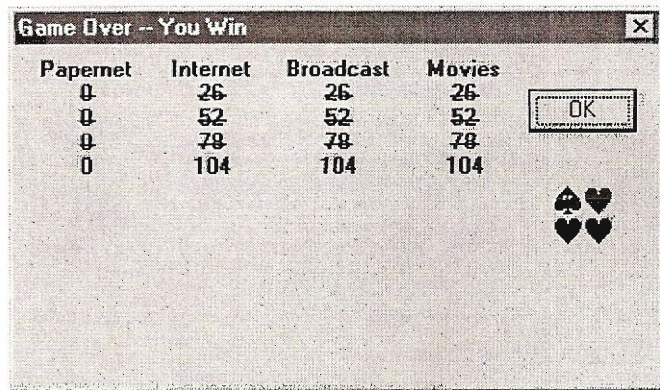 Game Over -- You Win
Papernet Internet Broadcast Movies
0 26 26 26
0 52 52 52
0 78 78 78
0 104 104 104
OK